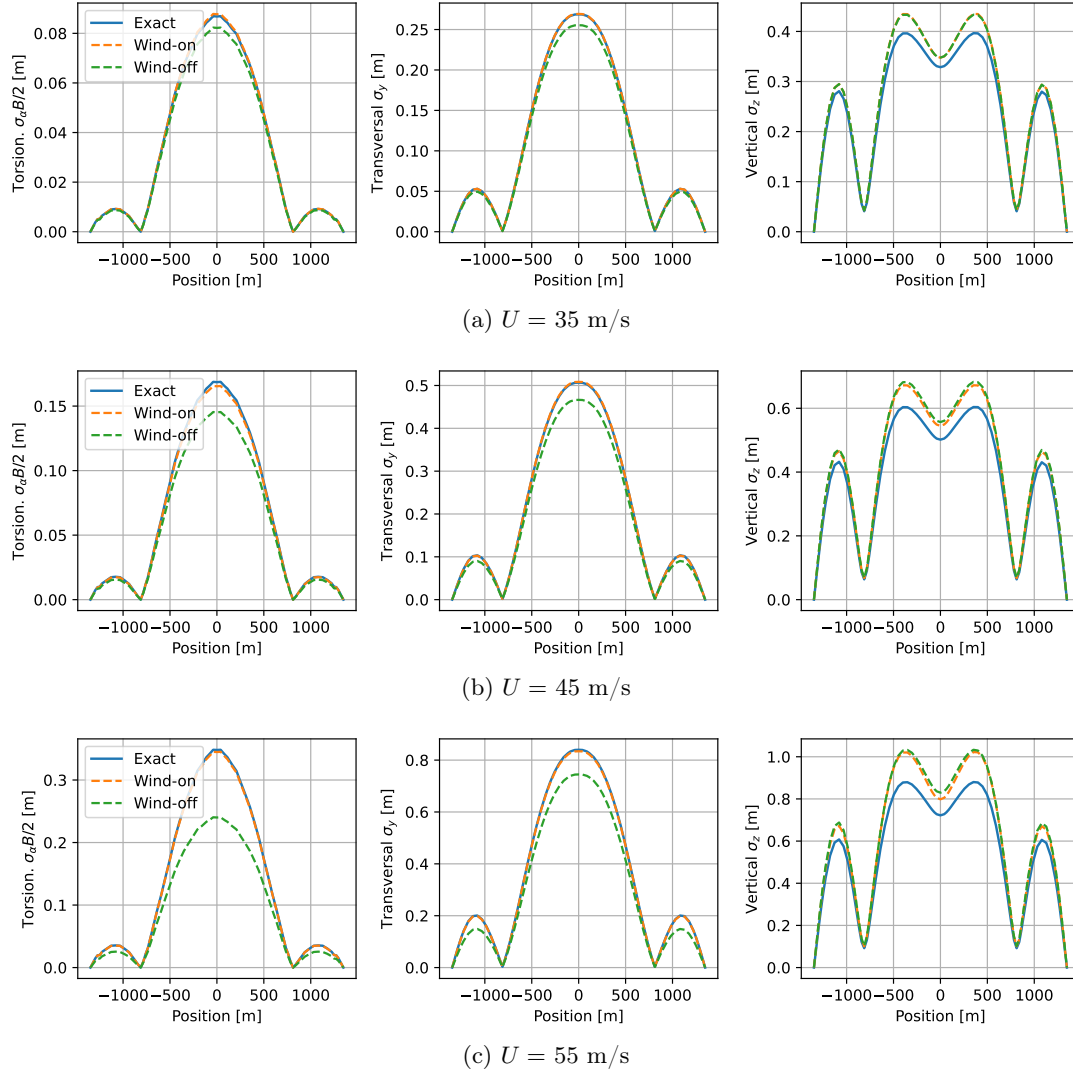 Torsion. σ_αB/2 [m]
0.08
0.06
0.04
0.02
0.00
Exact
Wind-on
Wind-off
−1000 −500 0 500 1000
Position [m]
Transversal σ_y [m]
0.25
0.20
0.15
0.10
0.05
0.00
−1000 −500 0 500 1000
Position [m]
Vertical σ_z [m]
0.4
0.3
0.2
0.1
0.0
−1000 −500 0 500 1000
Position [m]
(a) U = 35 m/s
Torsion. σ_αB/2 [m]
0.15
0.10
0.05
0.00
Exact
Wind-on
Wind-off
−1000 −500 0 500 1000
Position [m]
Transversal σ_y [m]
0.5
0.4
0.3
0.2
0.1
0.0
−1000 −500 0 500 1000
Position [m]
Vertical σ_z [m]
0.6
0.4
0.2
0.0
−1000 −500 0 500 1000
Position [m]
(b) U = 45 m/s
Torsion. σ_αB/2 [m]
0.3
0.2
0.1
0.0
Exact
Wind-on
Wind-off
−1000 −500 0 500 1000
Position [m]
Transversal σ_y [m]
0.8
0.6
0.4
0.2
0.0
−1000 −500 0 500 1000
Position [m]
Vertical σ_z [m]
1.0
0.8
0.6
0.4
0.2
0.0
−1000 −500 0 500 1000
Position [m]
(c) U = 55 m/s